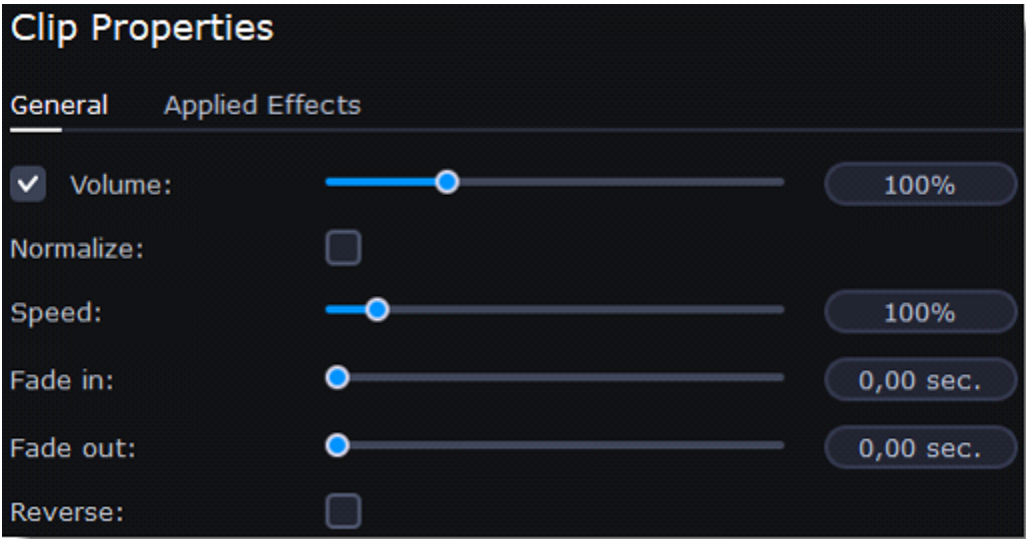 Clip Properties
General Applied Effects
Volume: 100%
Normalize:
Speed: 100%
Fade in: 0,00 sec.
Fade out: 0,00 sec.
Reverse: